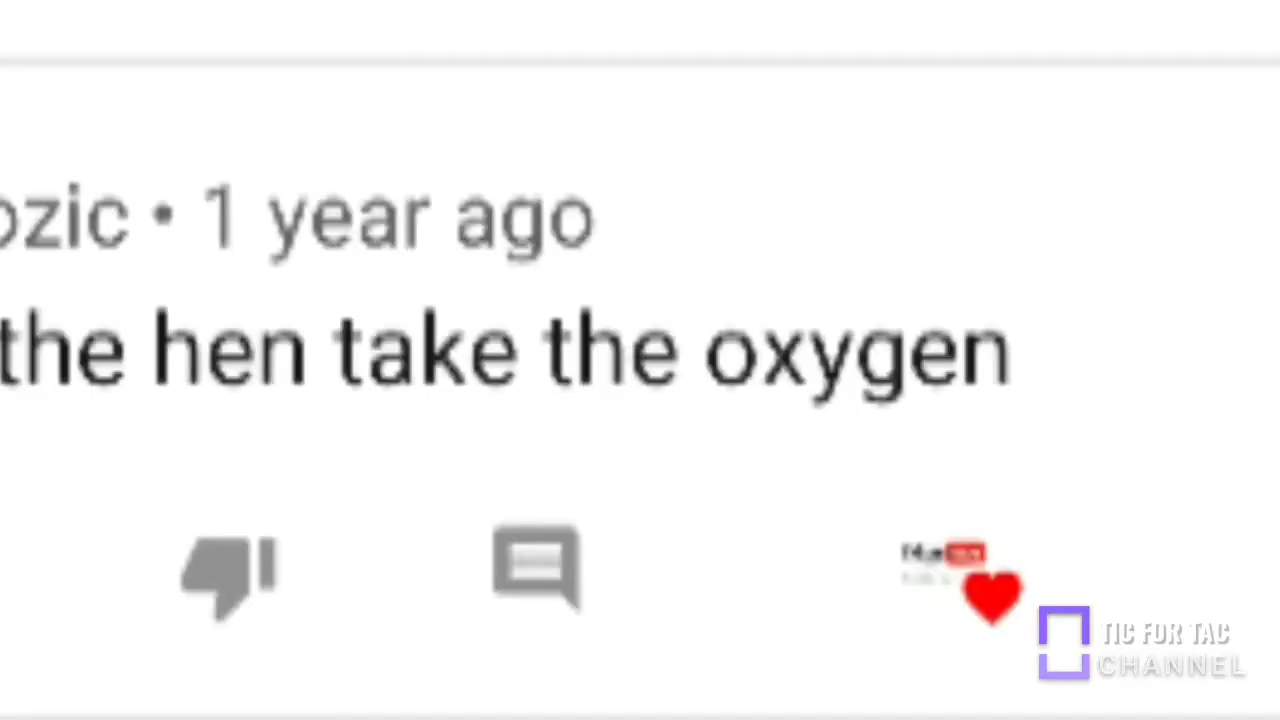 ozic • 1 year ago
the hen take the oxygen
TIC FOR TAC
CHANNEL